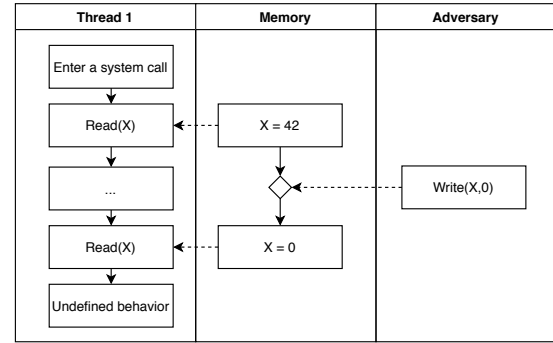 Thread 1
Memory
Adversary
Enter a system call
Read(X)
X = 42
...
Write(X,0)
Read(X)
X = 0
Undefined behavior